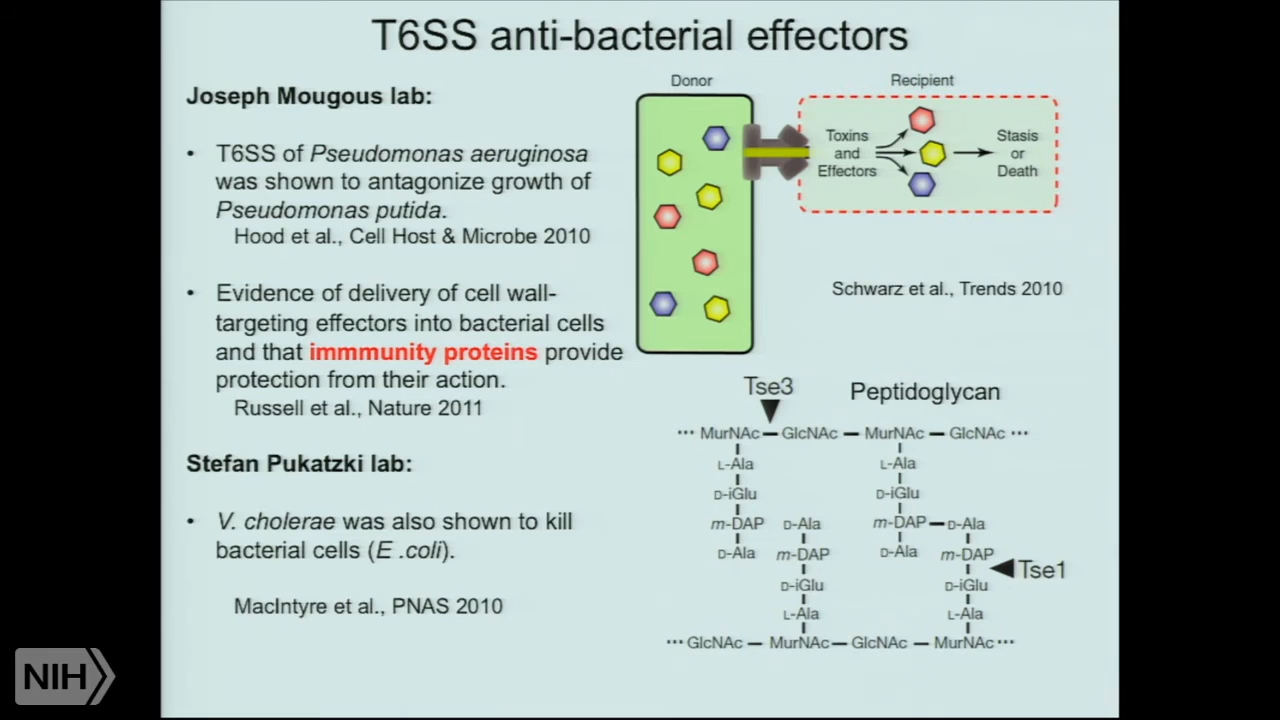 T6SS anti-bacterial effectors
Joseph Mougous lab:
• T6SS of Pseudomonas aeruginosa
was shown to antagonize growth of
Pseudomonas putida.
Hood et al., Cell Host & Microbe 2010
• Evidence of delivery of cell wall-
targeting effectors into bacterial cells
and that immmunity proteins provide
protection from their action.
Russell et al., Nature 2011
Stefan Pukatzki lab:
• V. cholerae was also shown to kill
bacterial cells (E .coli).
MacIntyre et al., PNAS 2010
Donor
Recipient
Toxins
and
Effectors
Stasis
or
Death
Schwarz et al., Trends 2010
Tse3
Peptidoglycan
··· MurNAc — GlcNAc — MurNAc — GlcNAc ···
L-Ala L-Ala
D-iGlu D-iGlu
m-DAP D-Ala m-DAP — D-Ala
D-Ala m-DAP D-Ala m-DAP
Tse1
D-iGlu D-iGlu
L-Ala L-Ala
··· GlcNAc — MurNAc — GlcNAc — MurNAc ···
NIH